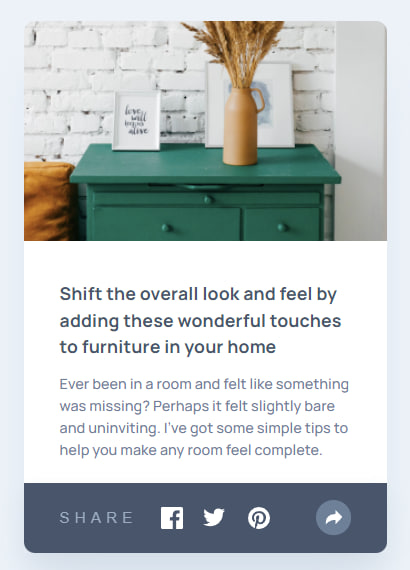 love
will
alive
Shift the overall look and feel by
adding these wonderful touches
to furniture in your home
Ever been in a room and felt like something
was missing? Perhaps it felt slightly bare
and uninviting. I've got some simple tips to
help you make any room feel complete.
SHARE